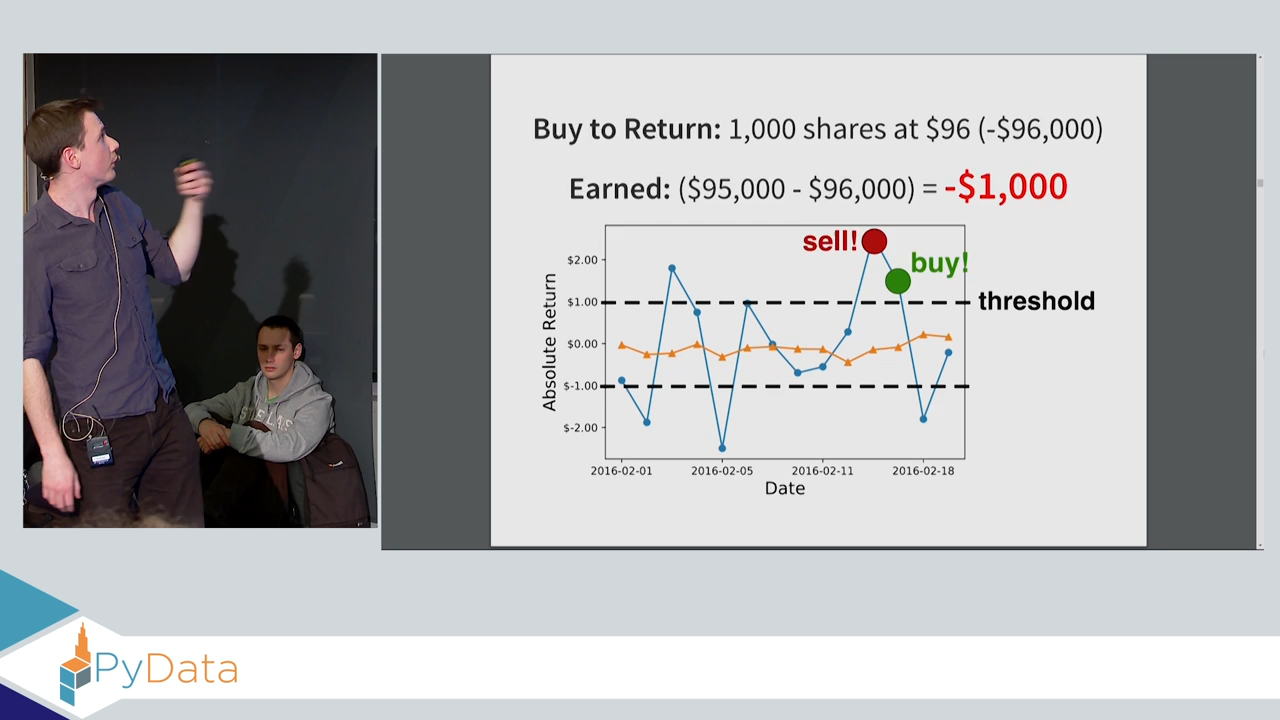 Buy to Return: 1,000 shares at $96 (-$96,000)
Earned: ($95,000 - $96,000) = -$1,000
sell!
buy!
threshold
$2.00
$1.00
$0.00
$-1.00
$-2.00
Absolute Return
2016-02-01 2016-02-05 2016-02-11 2016-02-18
Date
PyData